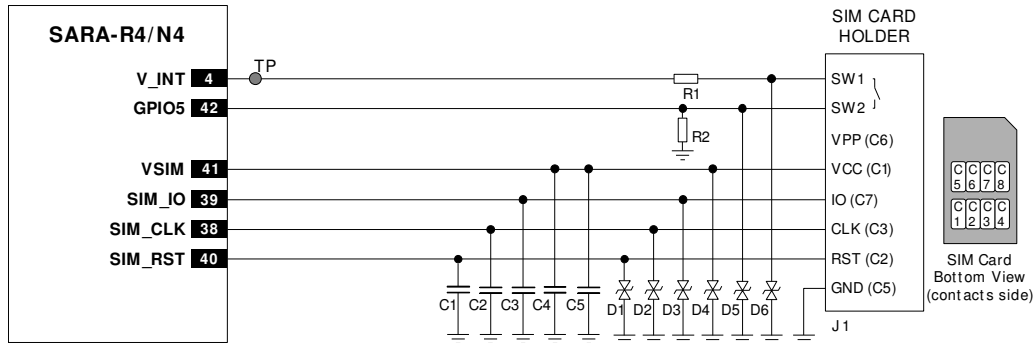 SARA-R4/N4
V_INT 4
GPIO5 42
VSIM 41
SIM_IO 39
SIM_CLK 38
SIM_RST 40
TP
R1
R2
C1
C2
C3
C4
C5
D1
D2
D3
D4
D5
D6
SIM CARD
HOLDER
SW1
SW2
VPP (C6)
VCC (C1)
IO (C7)
CLK (C3)
RST (C2)
GND (C5)
J1
C5 C6 C7 C8
C1 C2 C3 C4
SIM Card
Bottom View
(contacts side)